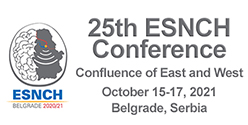 25th ESNCH
Conference
Confluence of East and West
October 15-17, 2021
Belgrade, Serbia
ESNCH
BELGRADE 2020/21